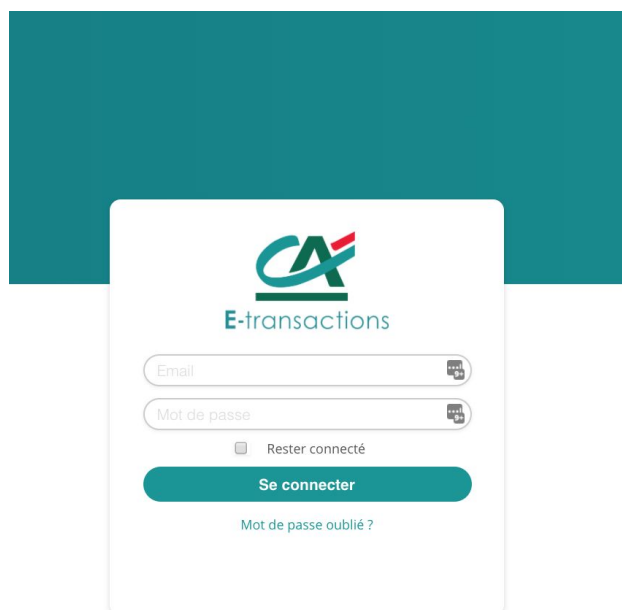 CA
E-transactions
Email
Mot de passe
Rester connecté
Se connecter
Mot de passe oublié ?